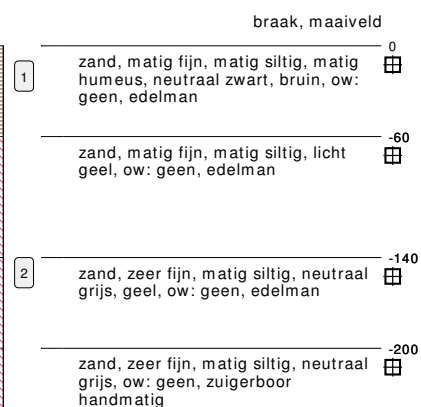 braak, maaiveld
0
zand, matig fijn, matig siltig, matig
1
humeus, neutraal zwart, bruin, ow:
geen, edelman
-60
zand, matig fijn, matig siltig, licht
geel, ow: geen, edelman
-140
2
zand, zeer fijn, matig siltig, neutraal
grijs, geel, ow: geen, edelman
-200
zand, zeer fijn, matig siltig, neutraal
grijs, ow: geen, zuigerboor
handmatig